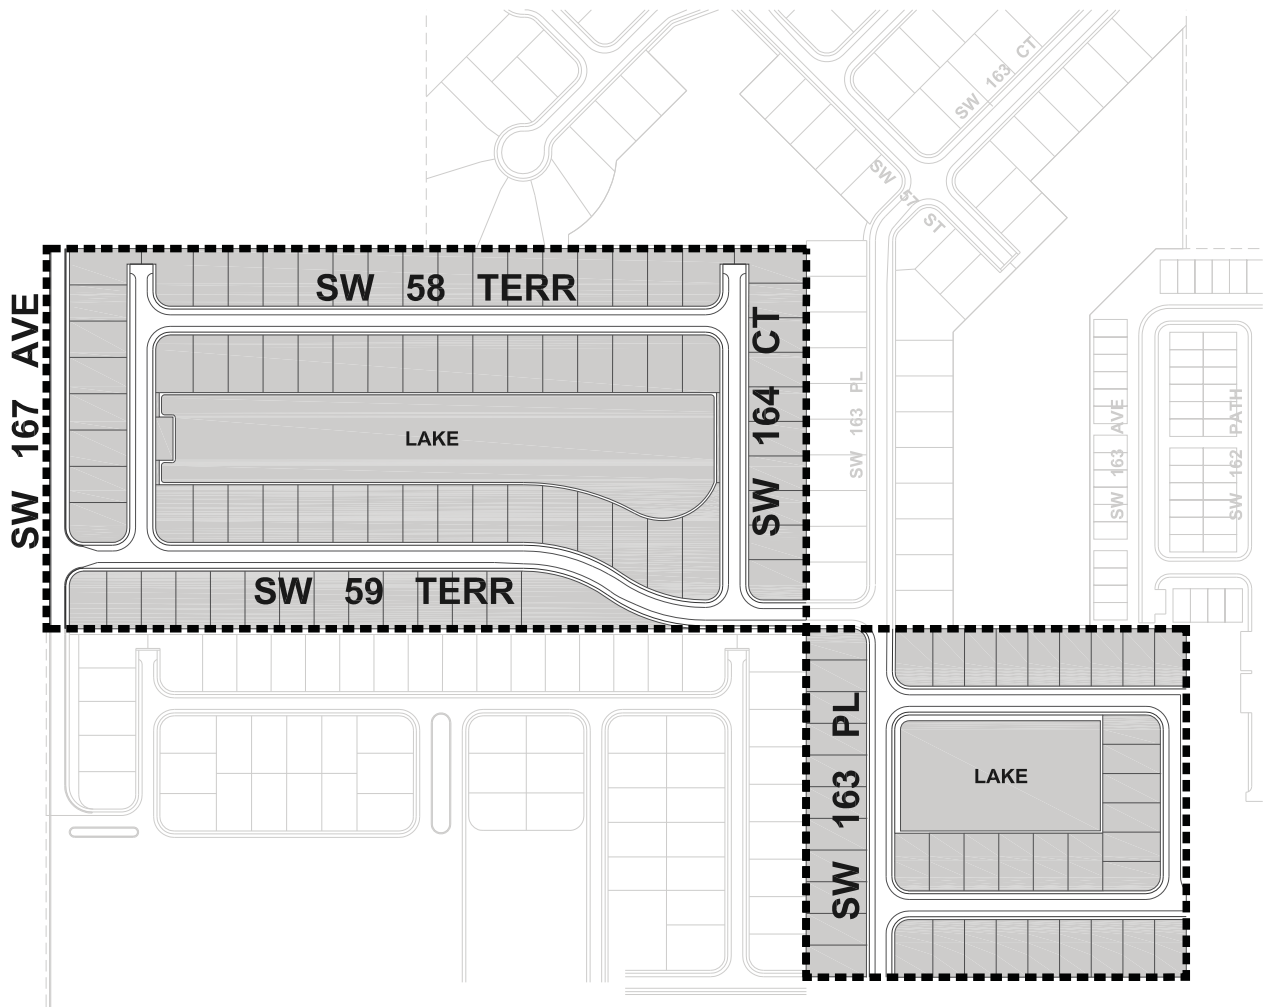 SW 163 CT
SW 57 ST
SW 58 TERR
SW 167 AVE
SW 164 CT
SW 163 PL
SW 163 AVE
SW 162 PATH
LAKE
SW 59 TERR
SW 163 PL
LAKE